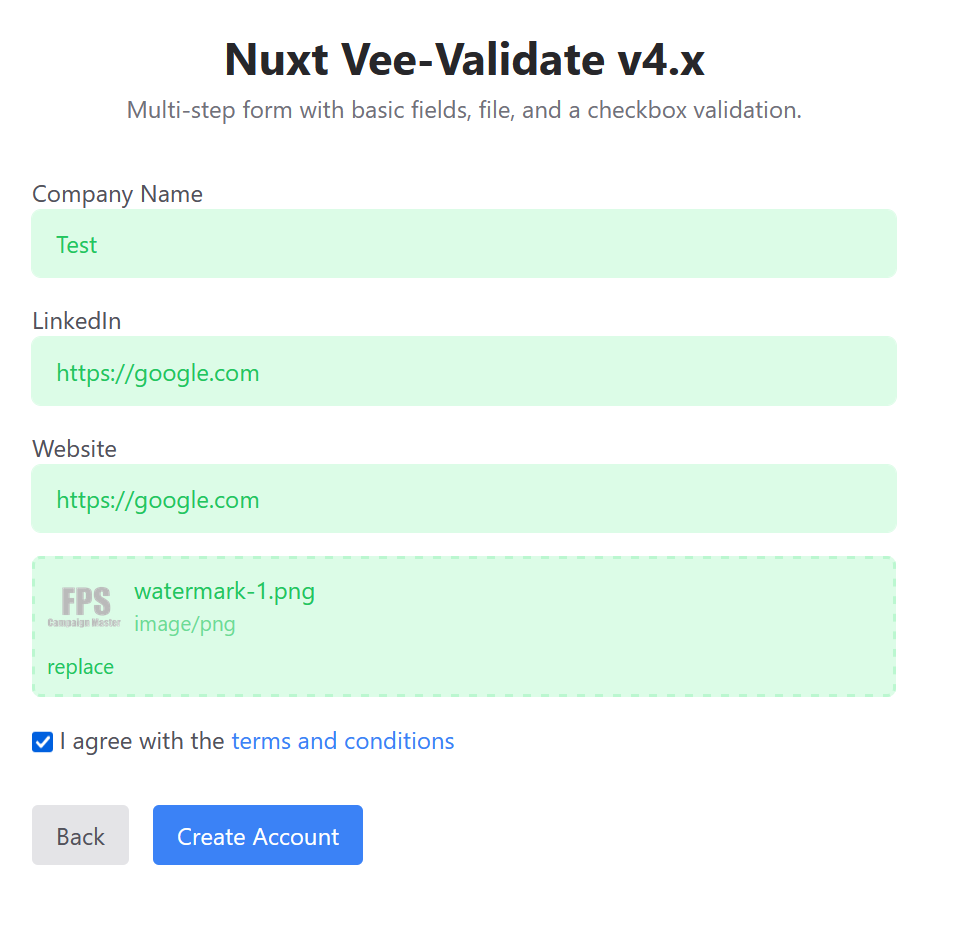 Nuxt Vee-Validate v4.x
Multi-step form with basic fields, file, and a checkbox validation.
Company Name
Test
LinkedIn
https://google.com
Website
https://google.com
FPS
Campaign Master
watermark-1.png
image/png
replace
I agree with the terms and conditions
Back
Create Account